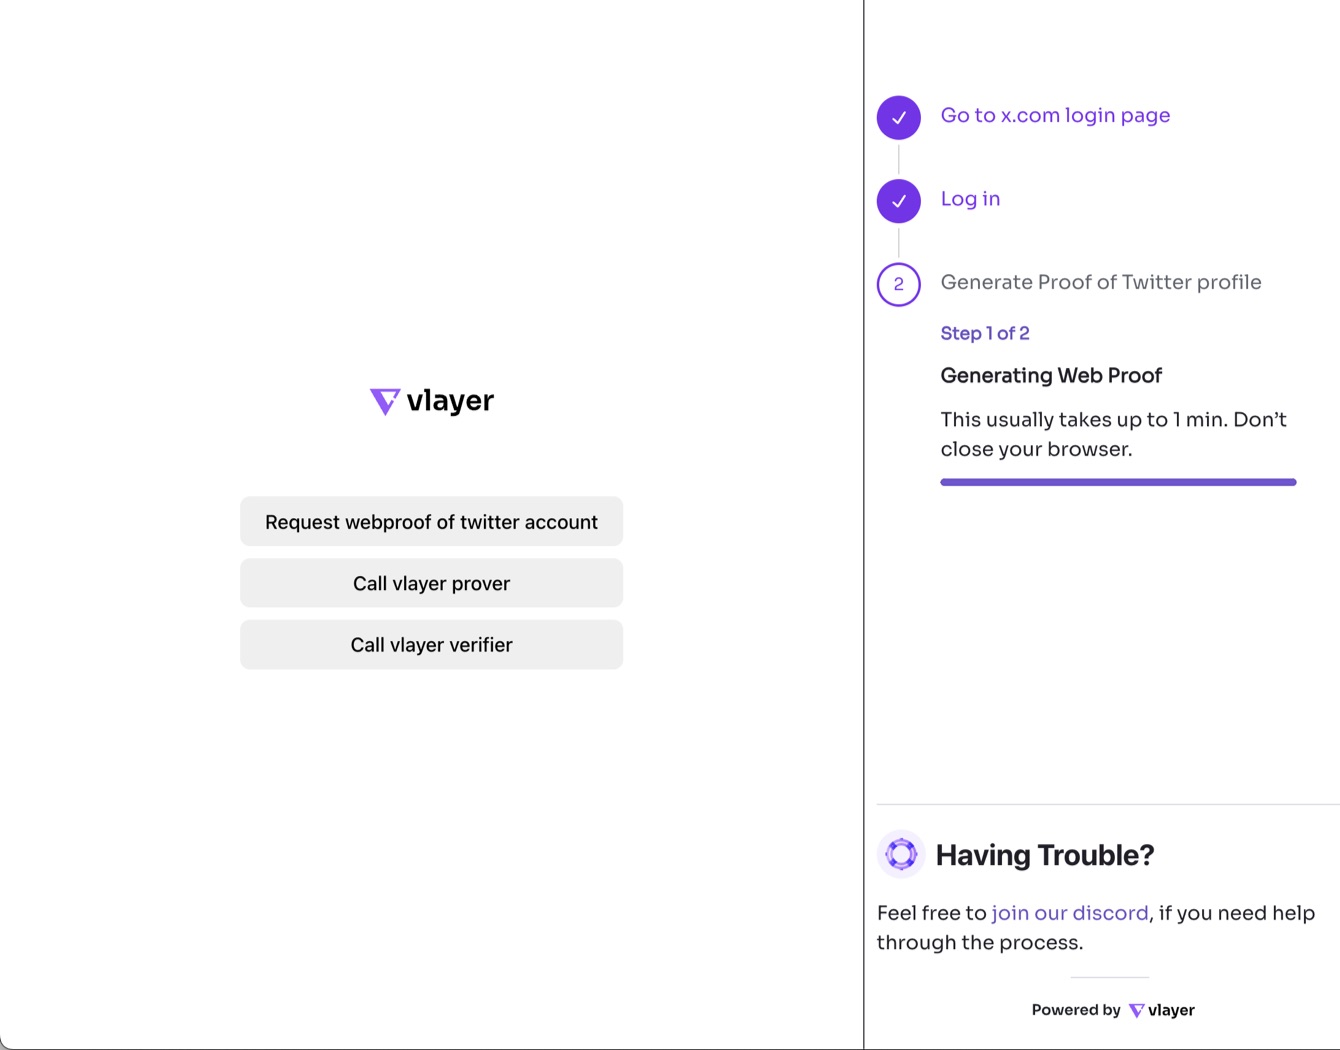 vlayer
Request webproof of twitter account
Call vlayer prover
Call vlayer verifier
Go to x.com login page
Log in
2
Generate Proof of Twitter profile
Step 1 of 2
Generating Web Proof
This usually takes up to 1 min. Don’t
close your browser.
Having Trouble?
Feel free to join our discord, if you need help
through the process.
Powered by vlayer